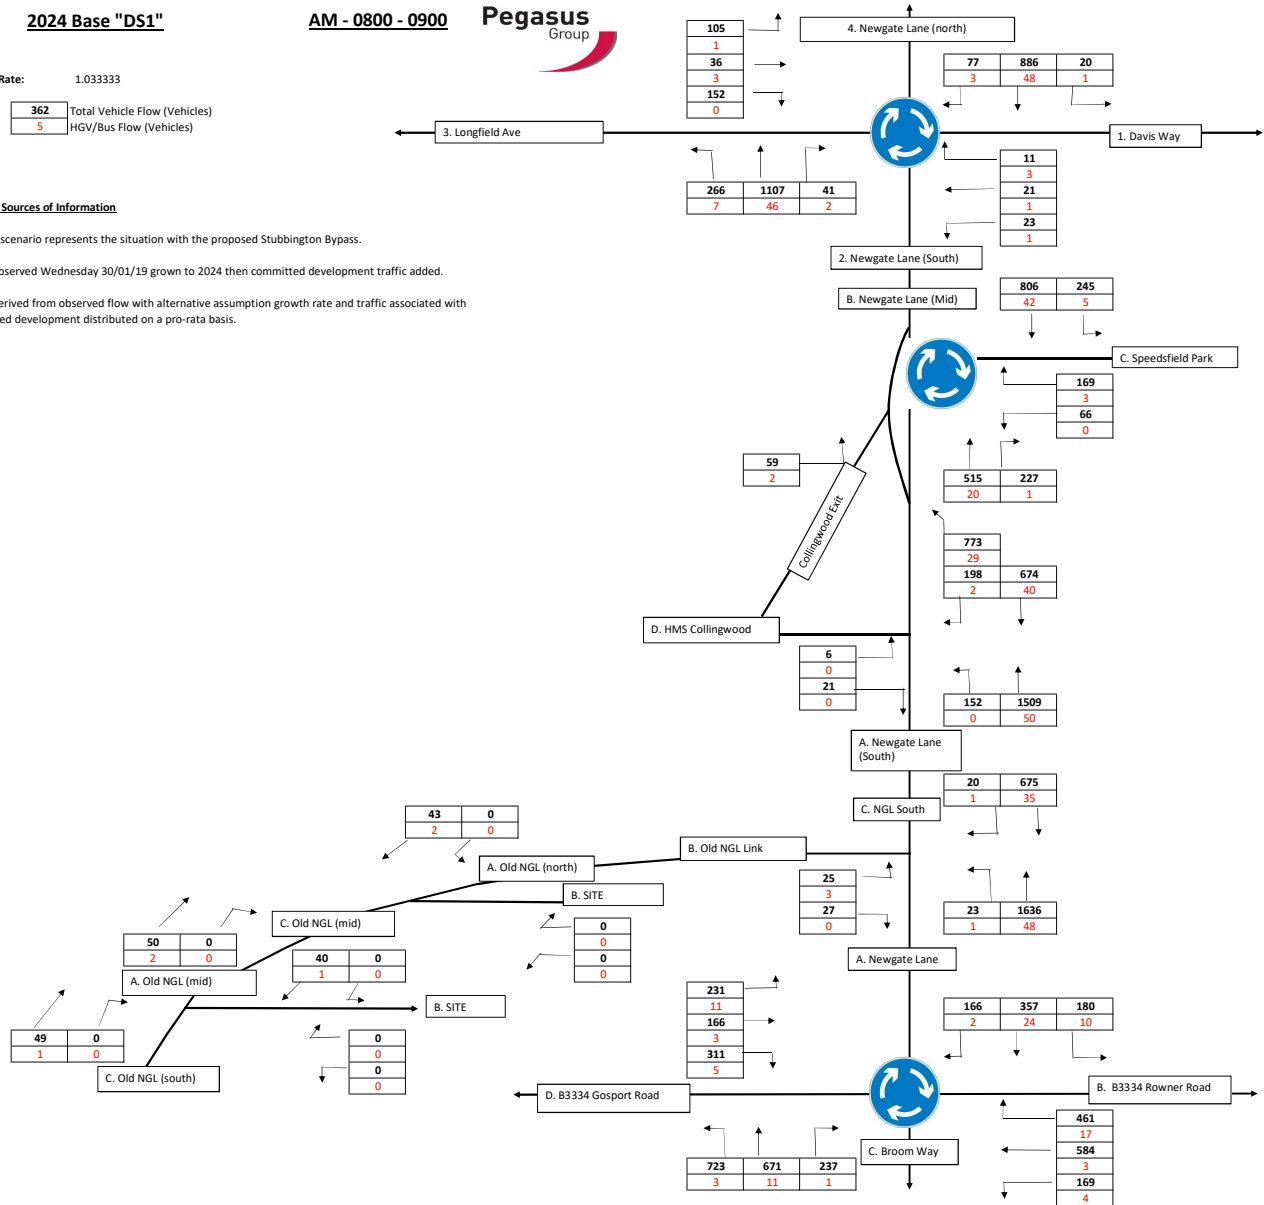 2024 Base "DS1"
AM - 0800 - 0900
Pegasus
Group
Rate: 1.033333
362 Total Vehicle Flow (Vehicles)
5 HGV/Bus Flow (Vehicles)
Sources of Information
scenario represents the situation with the proposed Stubbington Bypass.
observed Wednesday 30/01/19 grown to 2024 then committed development traffic added.
erived from observed flow with alternative assumption growth rate and traffic associated with
ed development distributed on a pro-rata basis.
105
1
36
3
152
0
4. Newgate Lane (north)
77 886 20
3 48 1
3. Longfield Ave
1. Davis Way
266 1107 41
7 46 2
11
3
21
1
23
1
2. Newgate Lane (South)
B. Newgate Lane (Mid)
806 245
42 5
C. Speedsfield Park
169
3
66
0
59
2
515 227
20 1
Collingwood Exit
773
29
198 674
2 40
D. HMS Collingwood
6
0
21
0
152 1509
0 50
A. Newgate Lane
(South)
20 675
1 35
C. NGL South
43 0
2 0
B. Old NGL Link
A. Old NGL (north)
B. SITE
25
3
27
0
23 1636
1 48
C. Old NGL (mid)
50 0
2 0
0
0
0
0
40 0
1 0
A. Old NGL (mid)
B. SITE
A. Newgate Lane
49 0
1 0
0
0
0
0
C. Old NGL (south)
231
11
166
3
311
5
166 357 180
2 24 10
D. B3334 Gosport Road
B. B3334 Rowner Road
C. Broom Way
723 671 237
3 11 1
461
17
584
3
169
4